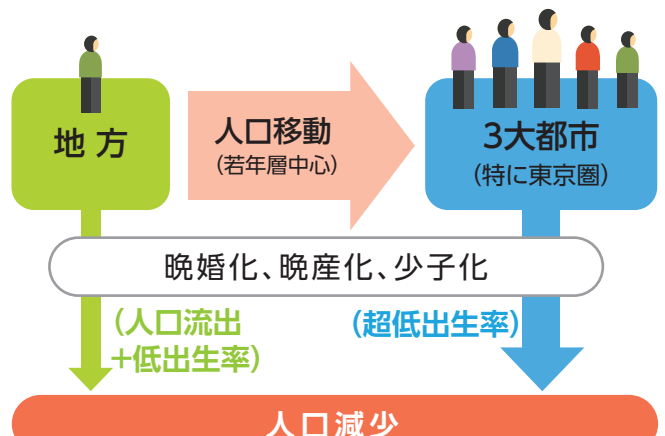 地方
人口移動
(若年層中心)
3大都市
(特に東京圏)
晩婚化、晩産化、少子化
(人口流出
+低出生率)
(超低出生率)
人口減少